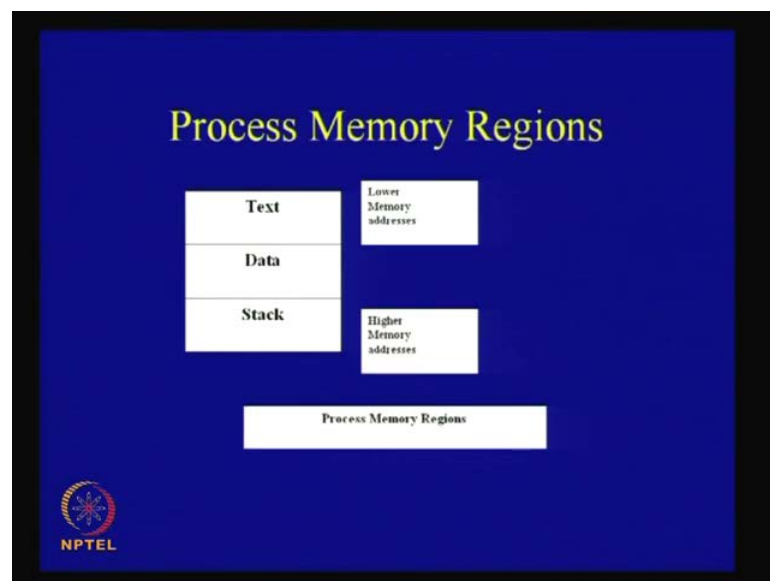 Process Memory Regions
Text
Lower
Memory
addresses
Data
Stack
Higher
Memory
addresses
Process Memory Regions
NPTEL